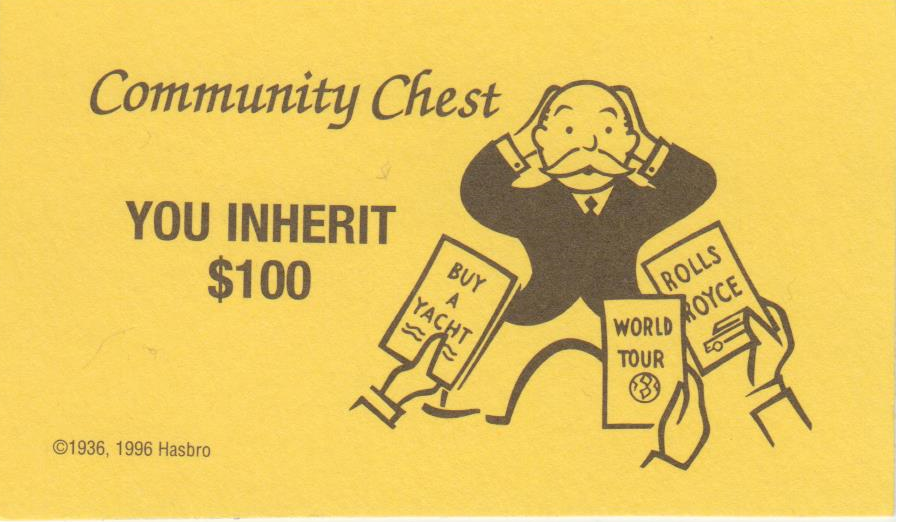 Community Chest
YOU INHERIT
$100
BUY
A
YACHT
WORLD
TOUR
ROLLS
ROYCE
©1936, 1996 Hasbro